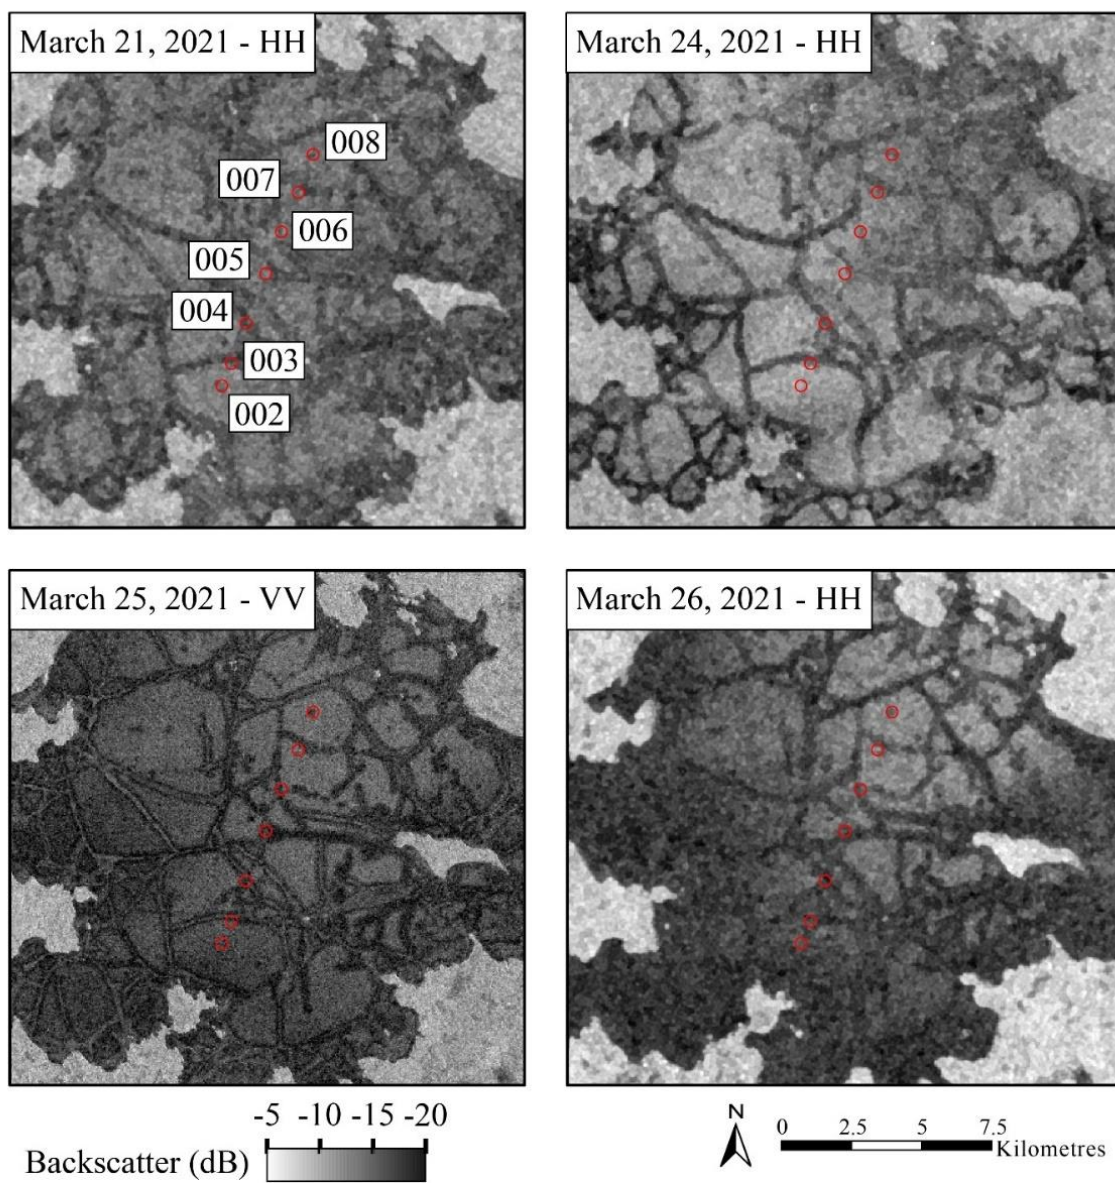 March 21, 2021 - HH
March 24, 2021 - HH
008
007
006
005
004
003
002
March 25, 2021 - VV
March 26, 2021 - HH
-5 -10 -15 -20
Backscatter (dB)
N
0 2.5 5 7.5
Kilometres